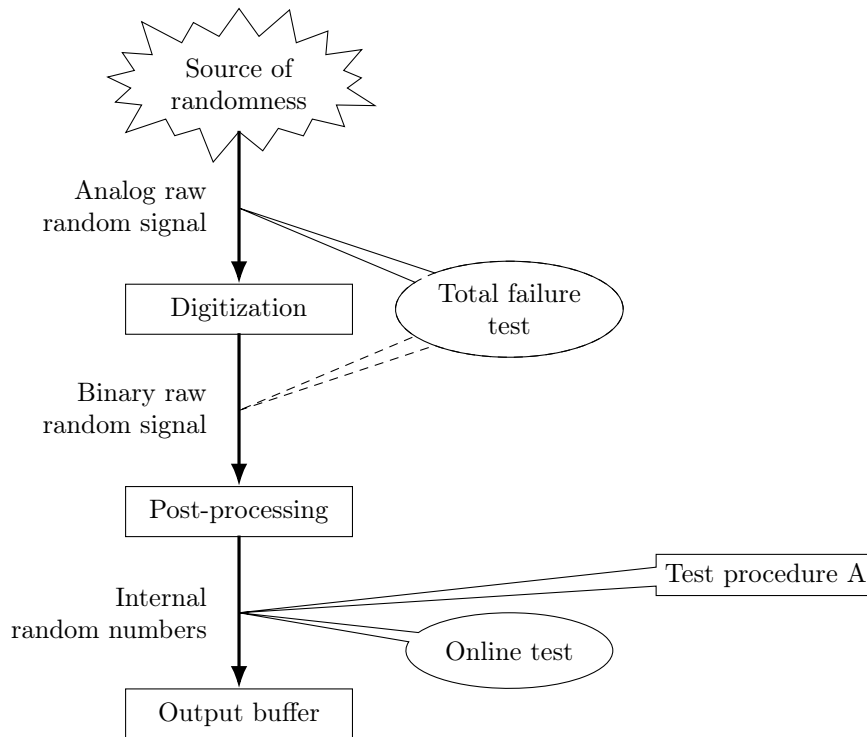 Source of
randomness
Analog raw
random signal
Total failure
test
Digitization
Binary raw
random signal
Post-processing
Test procedure A
Internal
random numbers
Online test
Output buffer